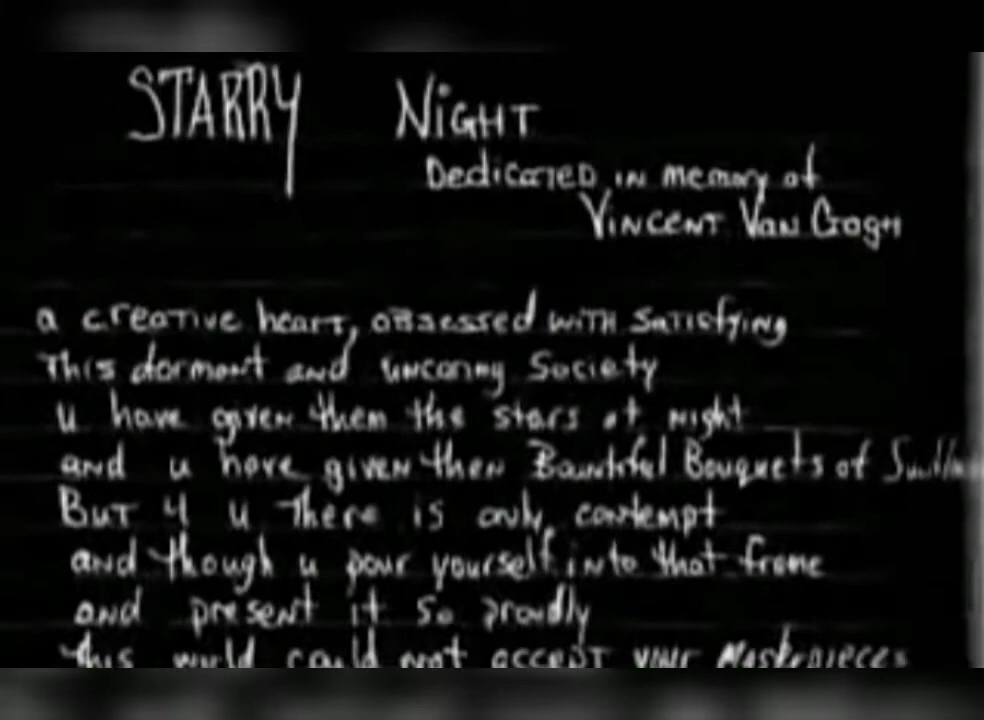 STARRY NIGHT
Dedicated in memory of
Vincent Van Gogh
a creative heart, obsessed with satisfying
This dormant and uncanny Society
u have given them the stars at night
and u have given them Bountiful Bouquets of
But 4 u There is only contempt
and though u pour yourself into that frame
and present it so proudly
this world could not accept your Masterpieces